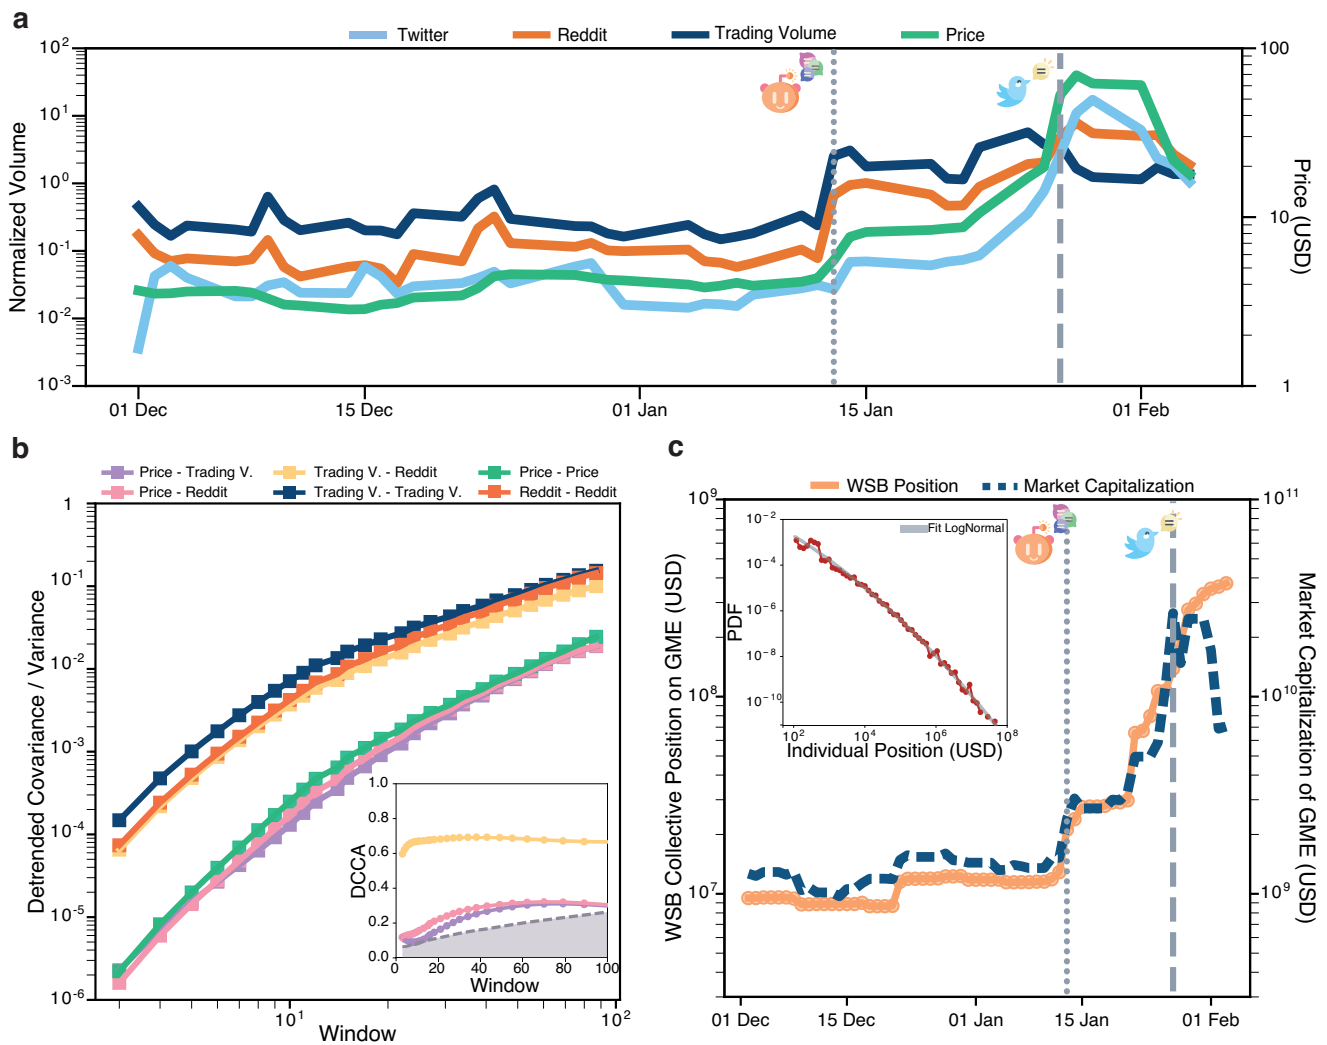 a
Twitter Reddit Trading Volume Price
10² 100
10¹
10⁰
10
10⁻¹
10⁻²
10⁻³ 1
Normalized Volume
Price (USD)
01 Dec 15 Dec 01 Jan 15 Jan 01 Feb
b
Price - Trading V. Trading V. - Reddit Price - Price
Price - Reddit Trading V. - Trading V. Reddit - Reddit
1
10⁻¹
10⁻²
10⁻³
10⁻⁴
10⁻⁵
10⁻⁶
Detrended Covariance / Variance
1.0
0.8
0.6
0.4
0.2
0.0
DCCA
0 20 40 60 80 100
Window
10¹ 10²
Window
c
WSB Position Market Capitalization
10⁹ 10¹¹
10⁸ 10¹⁰
10⁷ 10⁹
WSB Collective Position on GME (USD)
Market Capitalization of GME (USD)
Fit LogNormal
10⁻²
10⁻⁴
10⁻⁶
10⁻⁸
10⁻¹⁰
PDF
10² 10⁴ 10⁶ 10⁸
Individual Position (USD)
01 Dec 15 Dec 01 Jan 15 Jan 01 Feb